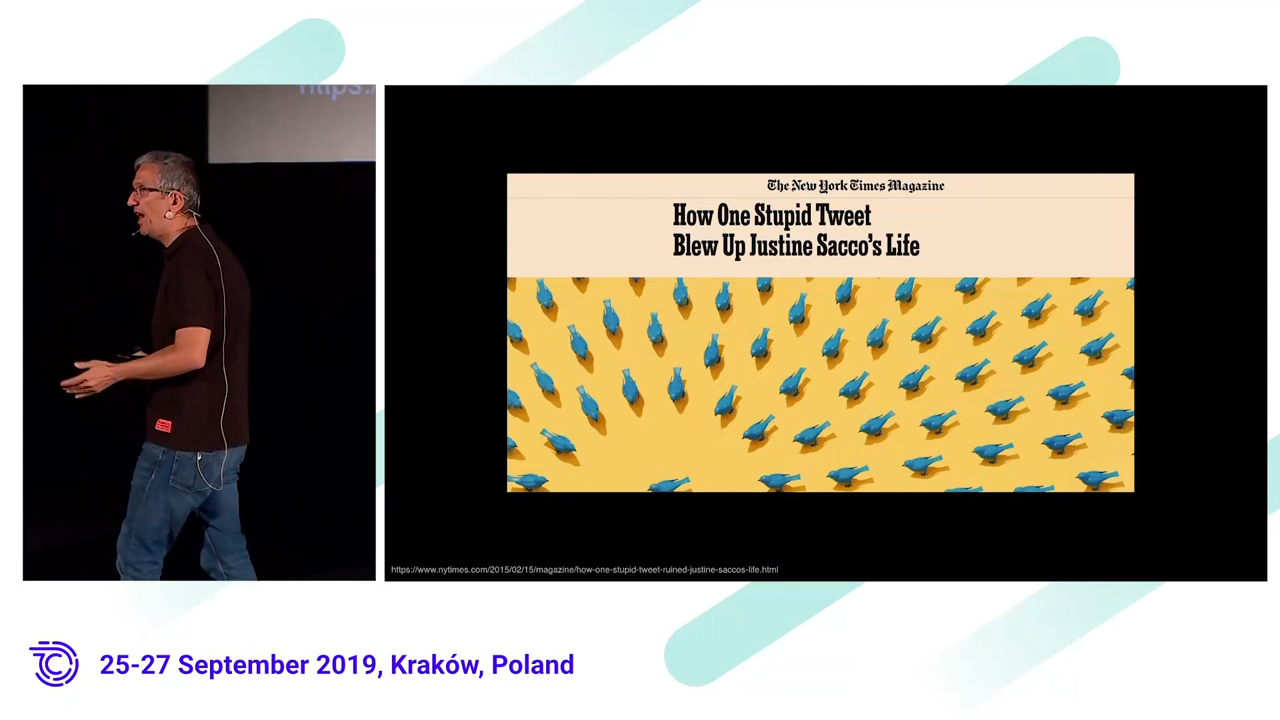 https:/
The New York Times Magazine
How One Stupid Tweet
Blew Up Justine Sacco's Life
https://www.nytimes.com/2015/02/15/magazine/how-one-stupid-tweet-ruined-justine-saccos-life.html
25-27 September 2019, Kraków, Poland